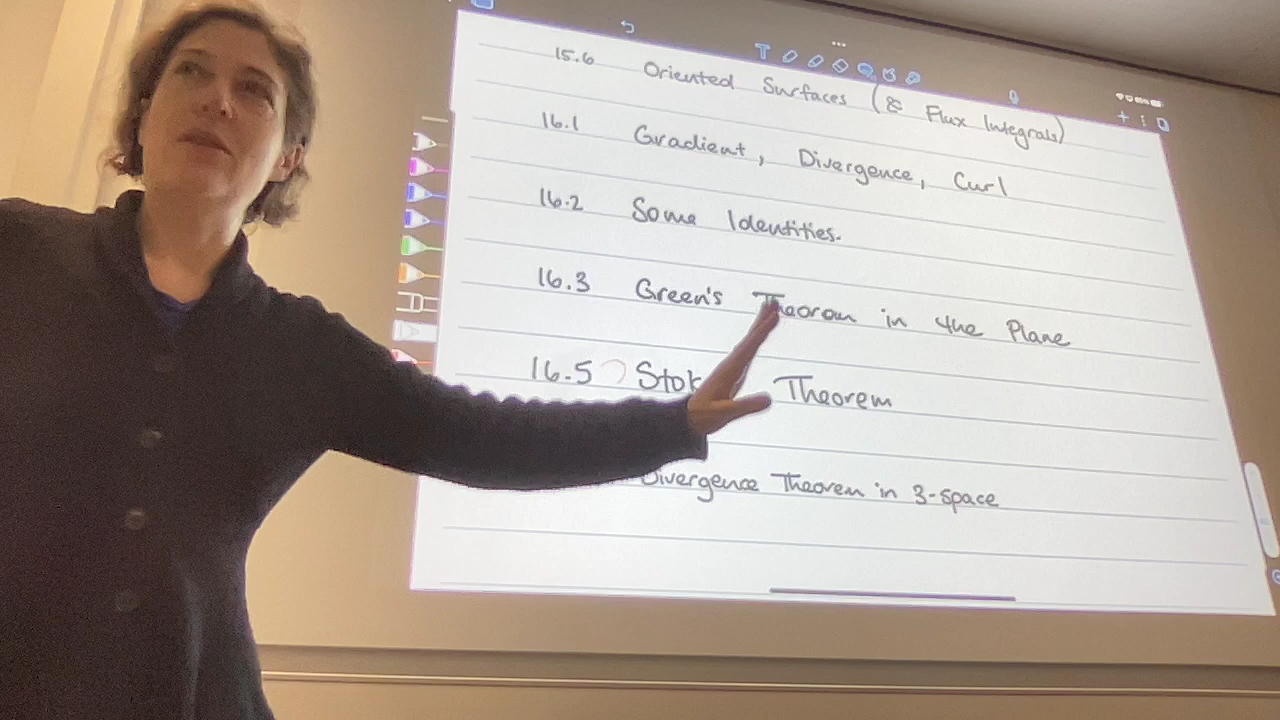 15.6 Oriented Surfaces (& Flux Integrals)
16.1 Gradient, Divergence, Curl
16.2 Some Identities.
16.3 Green's Theorem in the Plane
16.5 Stok Theorem
Divergence Theorem in 3-space